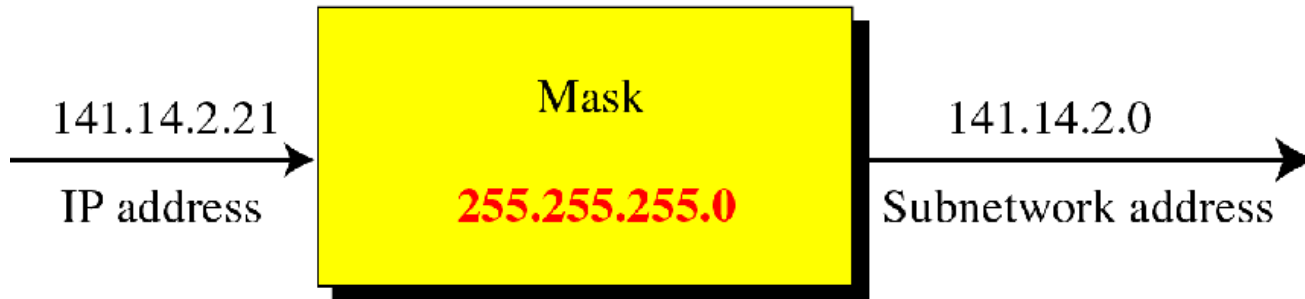 141.14.2.21
IP address
Mask
255.255.255.0
141.14.2.0
Subnetwork address